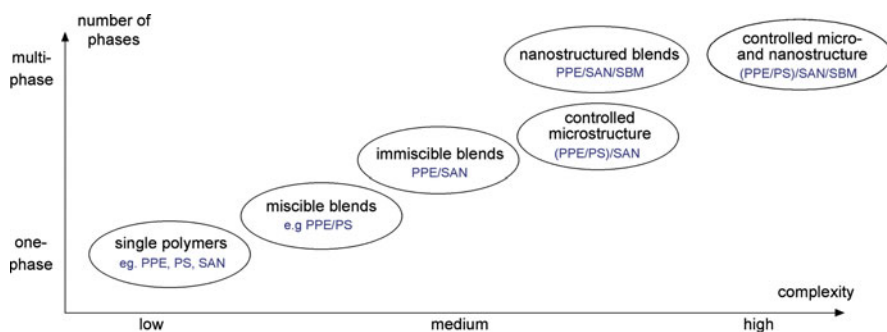 number of
phases
multi-
phase
one-
phase
nanostructured blends
PPE/SAN/SBM
controlled micro-
and nanostructure
(PPE/PS)/SAN/SBM
controlled
microstructure
(PPE/PS)/SAN
immiscible blends
PPE/SAN
miscible blends
e.g PPE/PS
single polymers
eg. PPE, PS, SAN
complexity
low
medium
high